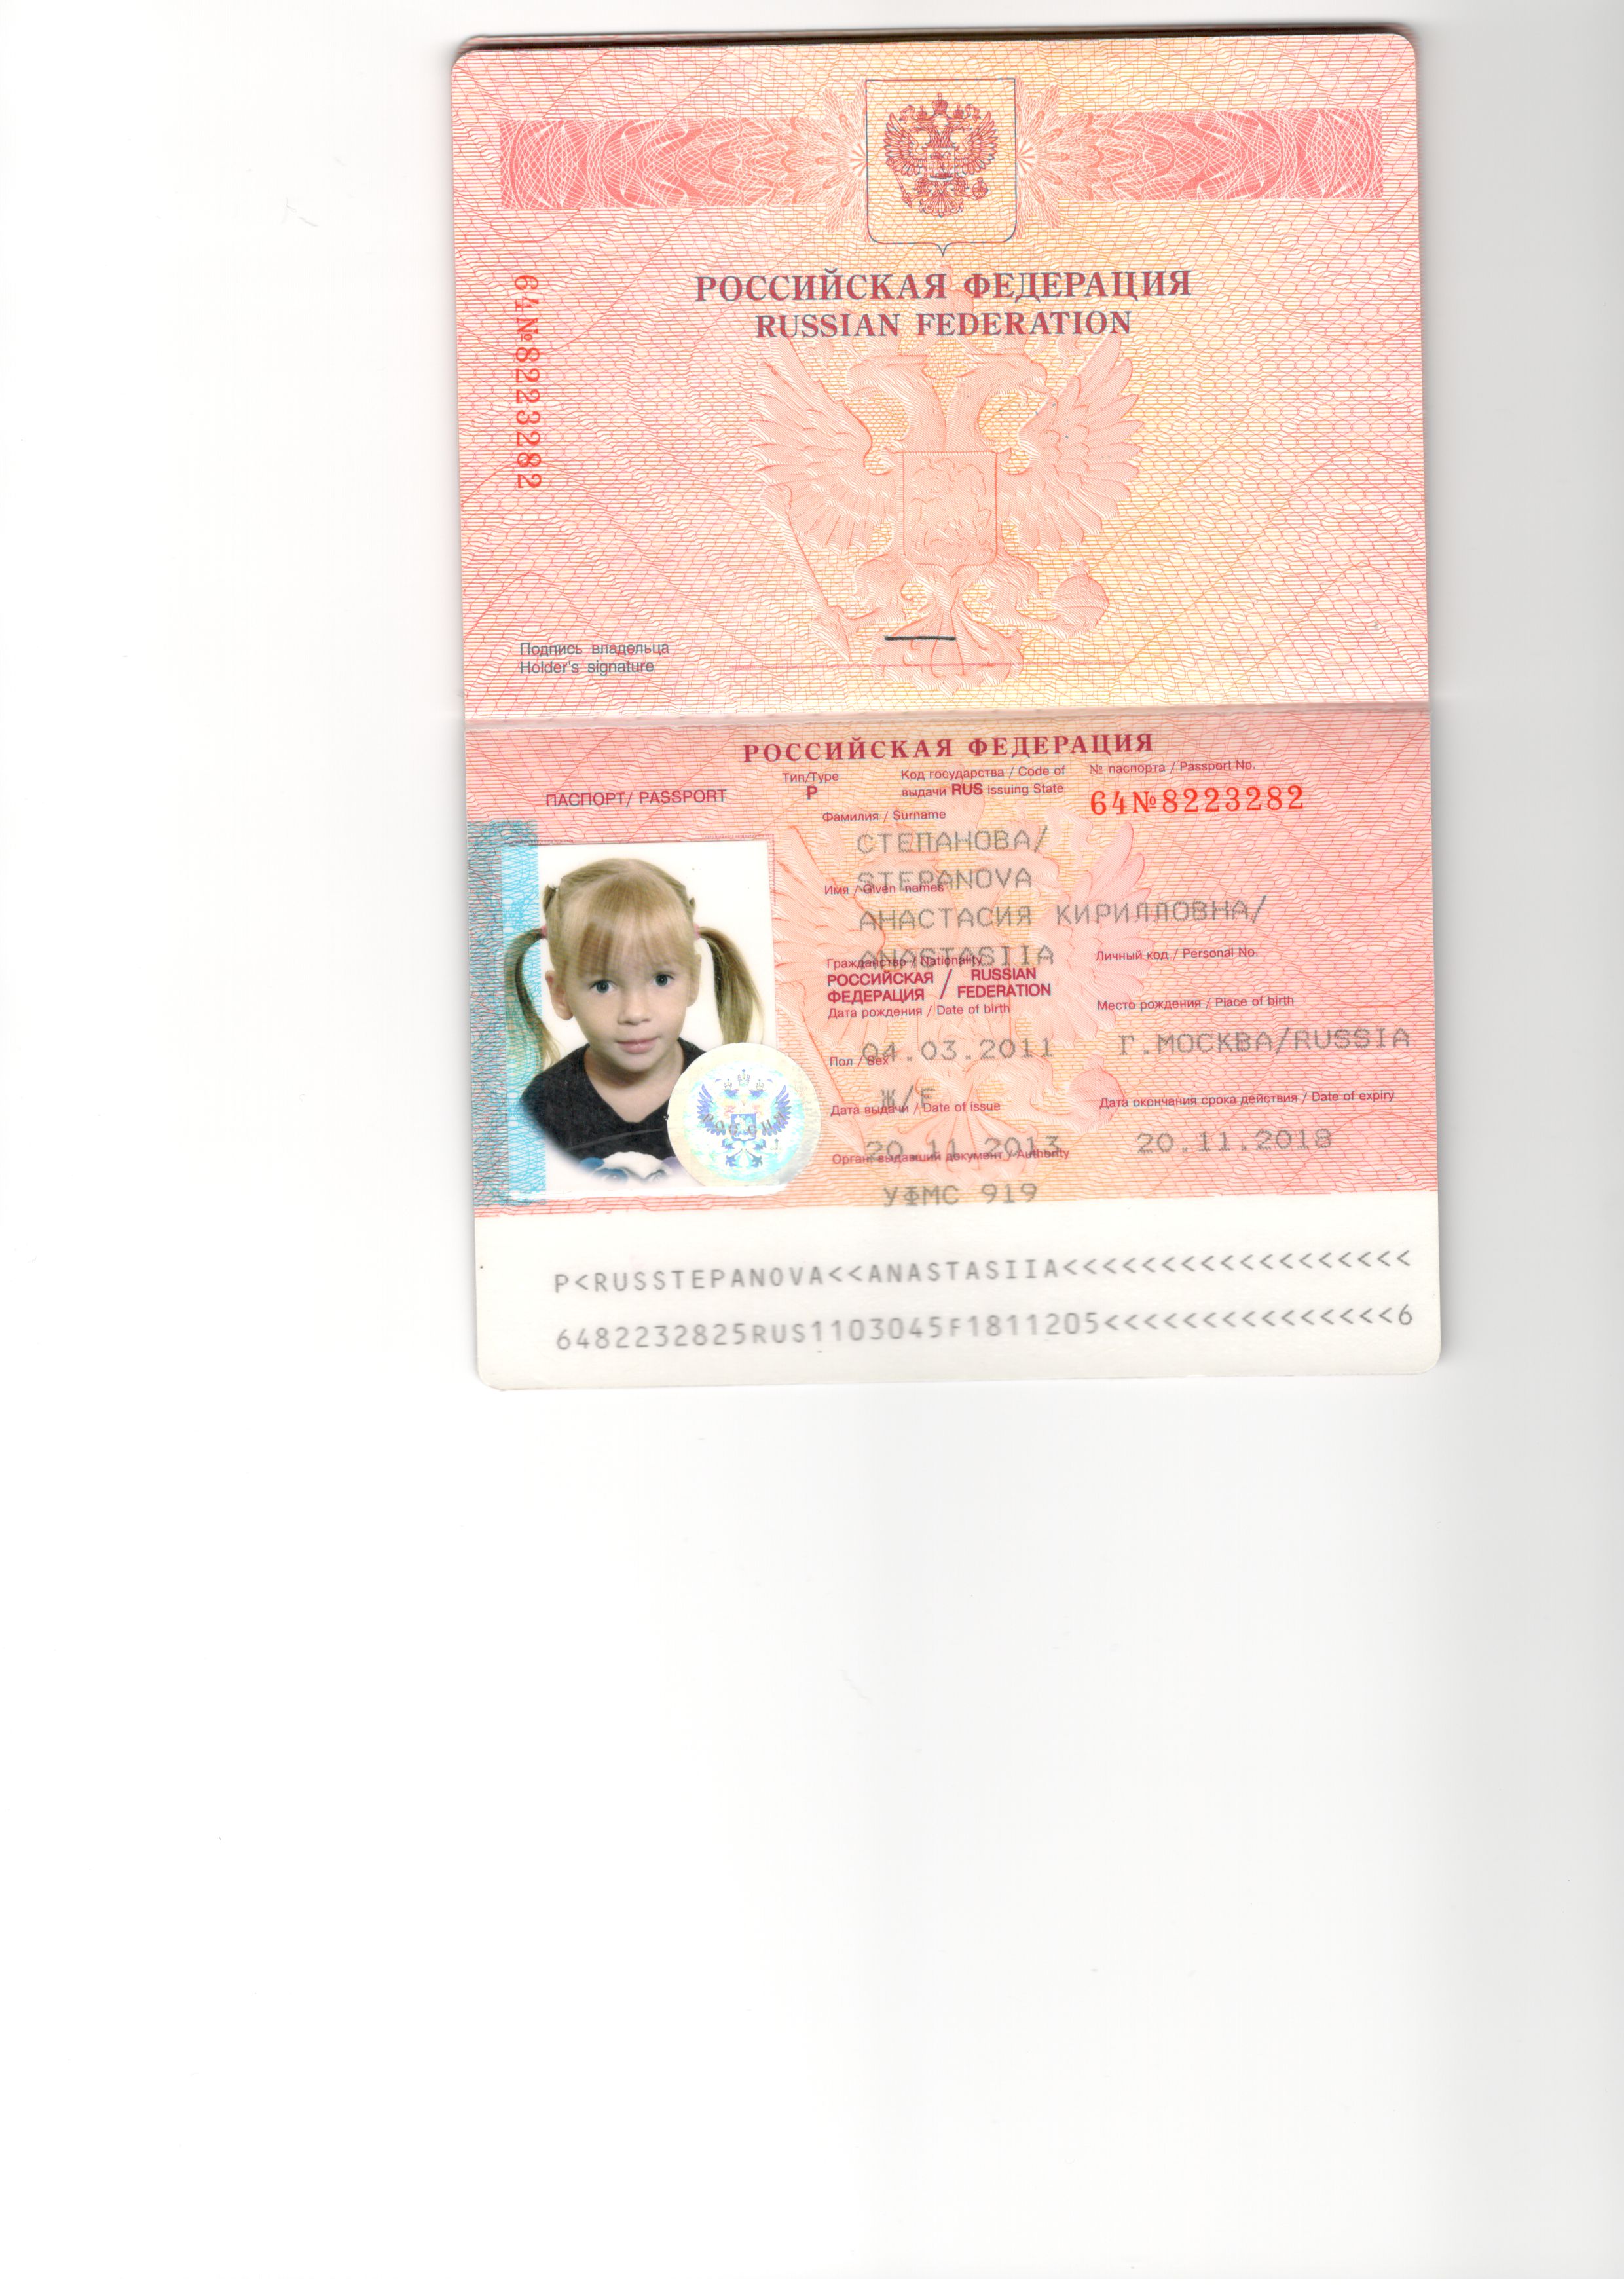 РОССИЙСКАЯ ФЕДЕРАЦИЯ
RUSSIAN FEDERATION
64№8223282
Подпись владельца
Holder's signature
РОССИЙСКАЯ ФЕДЕРАЦИЯ
ПАСПОРТ/ PASSPORT
Тип/Type
P
Код государства / Code of
выдачи RUS issuing State
№ паспорта / Passport No.
64№8223282
Фамилия / Surname
СТЕПАНОВА/
STEPANOVA
Имя / Given names
АНАСТАСИЯ КИРИЛЛОВНА/
ANASTASIIA
Гражданство / Nationality
РОССИЙСКАЯ / RUSSIAN
ФЕДЕРАЦИЯ / FEDERATION
Личный код / Personal No.
Дата рождения / Date of birth
04.03.2011
Место рождения / Place of birth
Г.МОСКВА/RUSSIA
Пол / Sex
Ж/F
Дата выдачи / Date of issue
20.11.2013
Дата окончания срока действия / Date of expiry
20.11.2018
Орган, выдавший документ / Authority
УФМС 919
P<RUSSTEPANOVA<<ANASTASIIA<<<<<<<<<<<<<<<<<<
6482232825RUS1103045F1811205<<<<<<<<<<<<<<<6